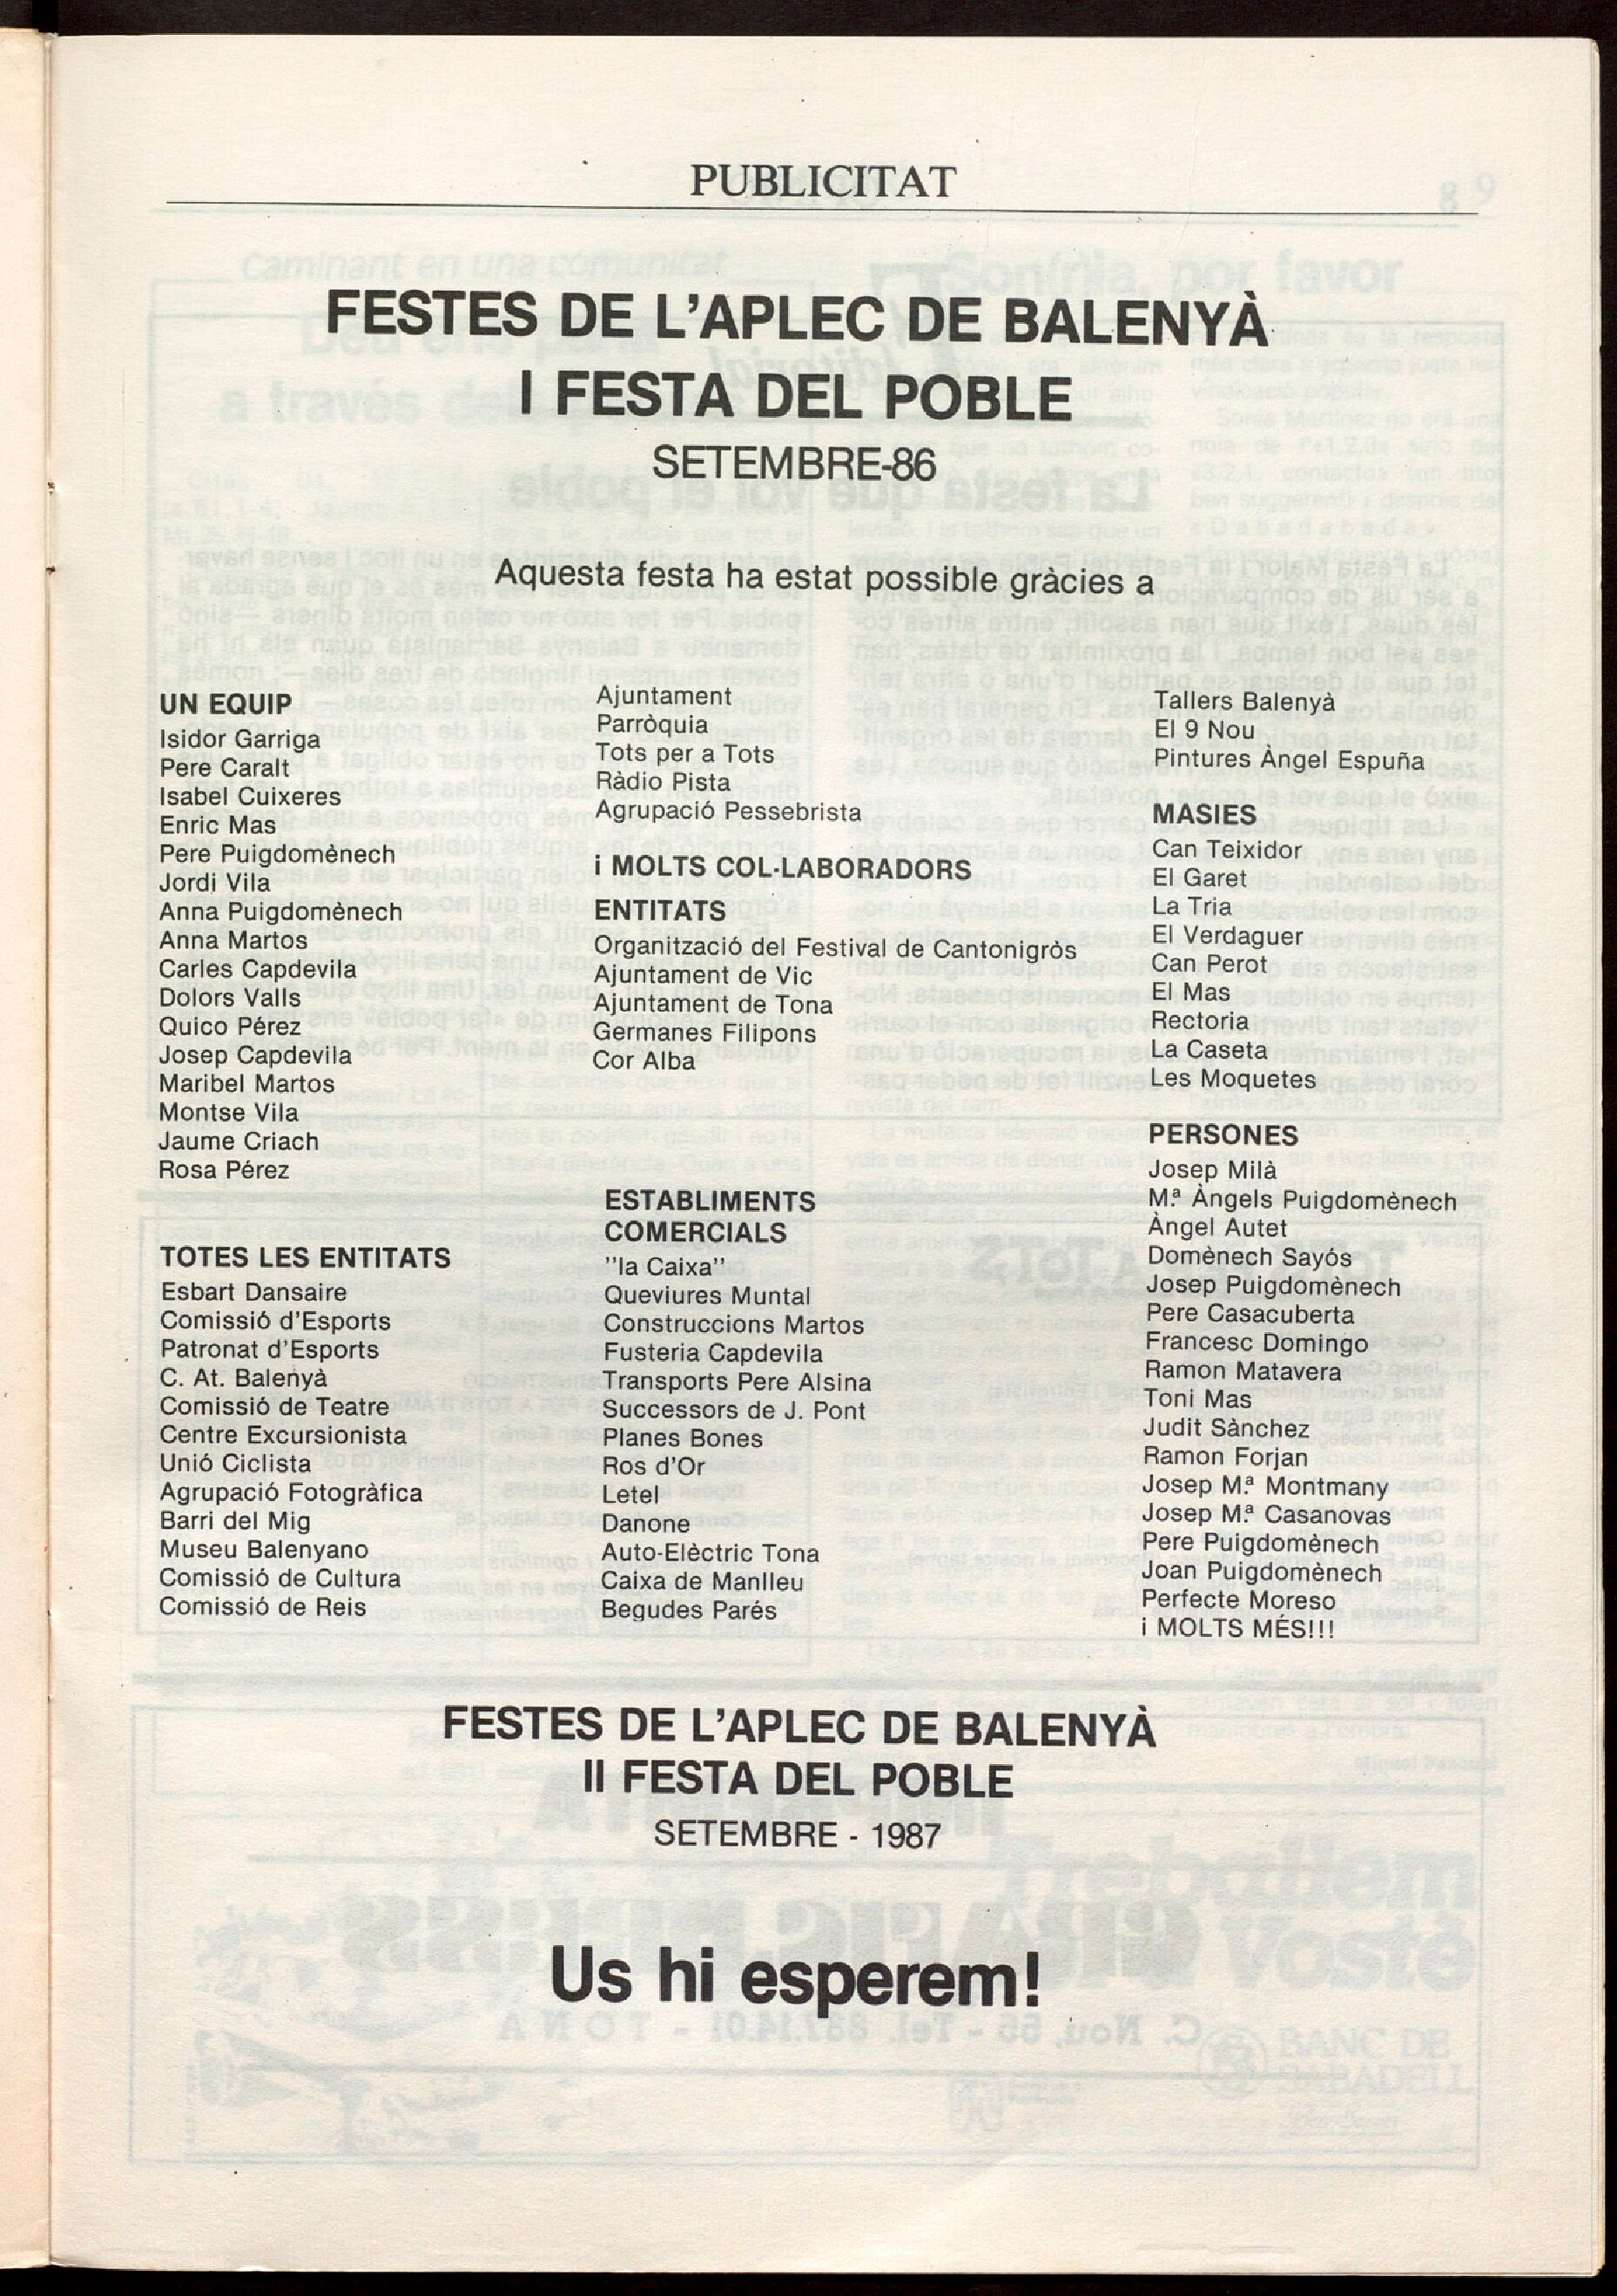 PUBLICITAT
FESTES DE L'APLEC DE BALENYÀ
I FESTA DEL POBLE
SETEMBRE-86
Aquesta festa ha estat possible gràcies a
UN EQUIP
Isidor Garriga
Pere Caralt
Isabel Cuixeres
Enric Mas
Pere Puigdomènech
Jordi Vila
Anna Puigdomènech
Anna Martos
Carles Capdevila
Dolors Valls
Quico Pérez
Josep Capdevila
Maribel Martos
Montse Vila
Jaume Criach
Rosa Pérez
TOTES LES ENTITATS
Esbart Dansaire
Comissió d'Esports
Patronat d'Esports
C. At. Balenyà
Comissió de Teatre
Centre Excursionista
Unió Ciclista
Agrupació Fotogràfica
Barri del Mig
Museu Balenyano
Comissió de Cultura
Comissió de Reis
Ajuntament
Parròquia
Tots per a Tots
Ràdio Pista
Agrupació Pessebrista
i MOLTS COL·LABORADORS
ENTITATS
Organització del Festival de Cantonigròs
Ajuntament de Vic
Ajuntament de Tona
Germanes Filipons
Cor Alba
ESTABLIMENTS
COMERCIALS
"la Caixa"
Queviures Muntal
Construccions Martos
Fusteria Capdevila
Transports Pere Alsina
Successors de J. Pont
Planes Bones
Ros d'Or
Letel
Danone
Auto-Elèctric Tona
Caixa de Manlleu
Begudes Parés
Tallers Balenyà
El 9 Nou
Pintures Àngel Espuña
MASIES
Can Teixidor
El Garet
La Tria
El Verdaguer
Can Perot
El Mas
Rectoria
La Caseta
Les Moquetes
PERSONES
Josep Milà
M.ª Àngels Puigdomènech
Àngel Autet
Domènech Sayós
Josep Puigdomènech
Pere Casacuberta
Francesc Domingo
Ramon Matavera
Toni Mas
Judit Sànchez
Ramon Forjan
Josep M.ª Montmany
Josep M.ª Casanovas
Pere Puigdomènech
Joan Puigdomènech
Perfecte Moreso
i MOLTS MÉS!!!
FESTES DE L'APLEC DE BALENYÀ
II FESTA DEL POBLE
SETEMBRE - 1987
Us hi esperem!